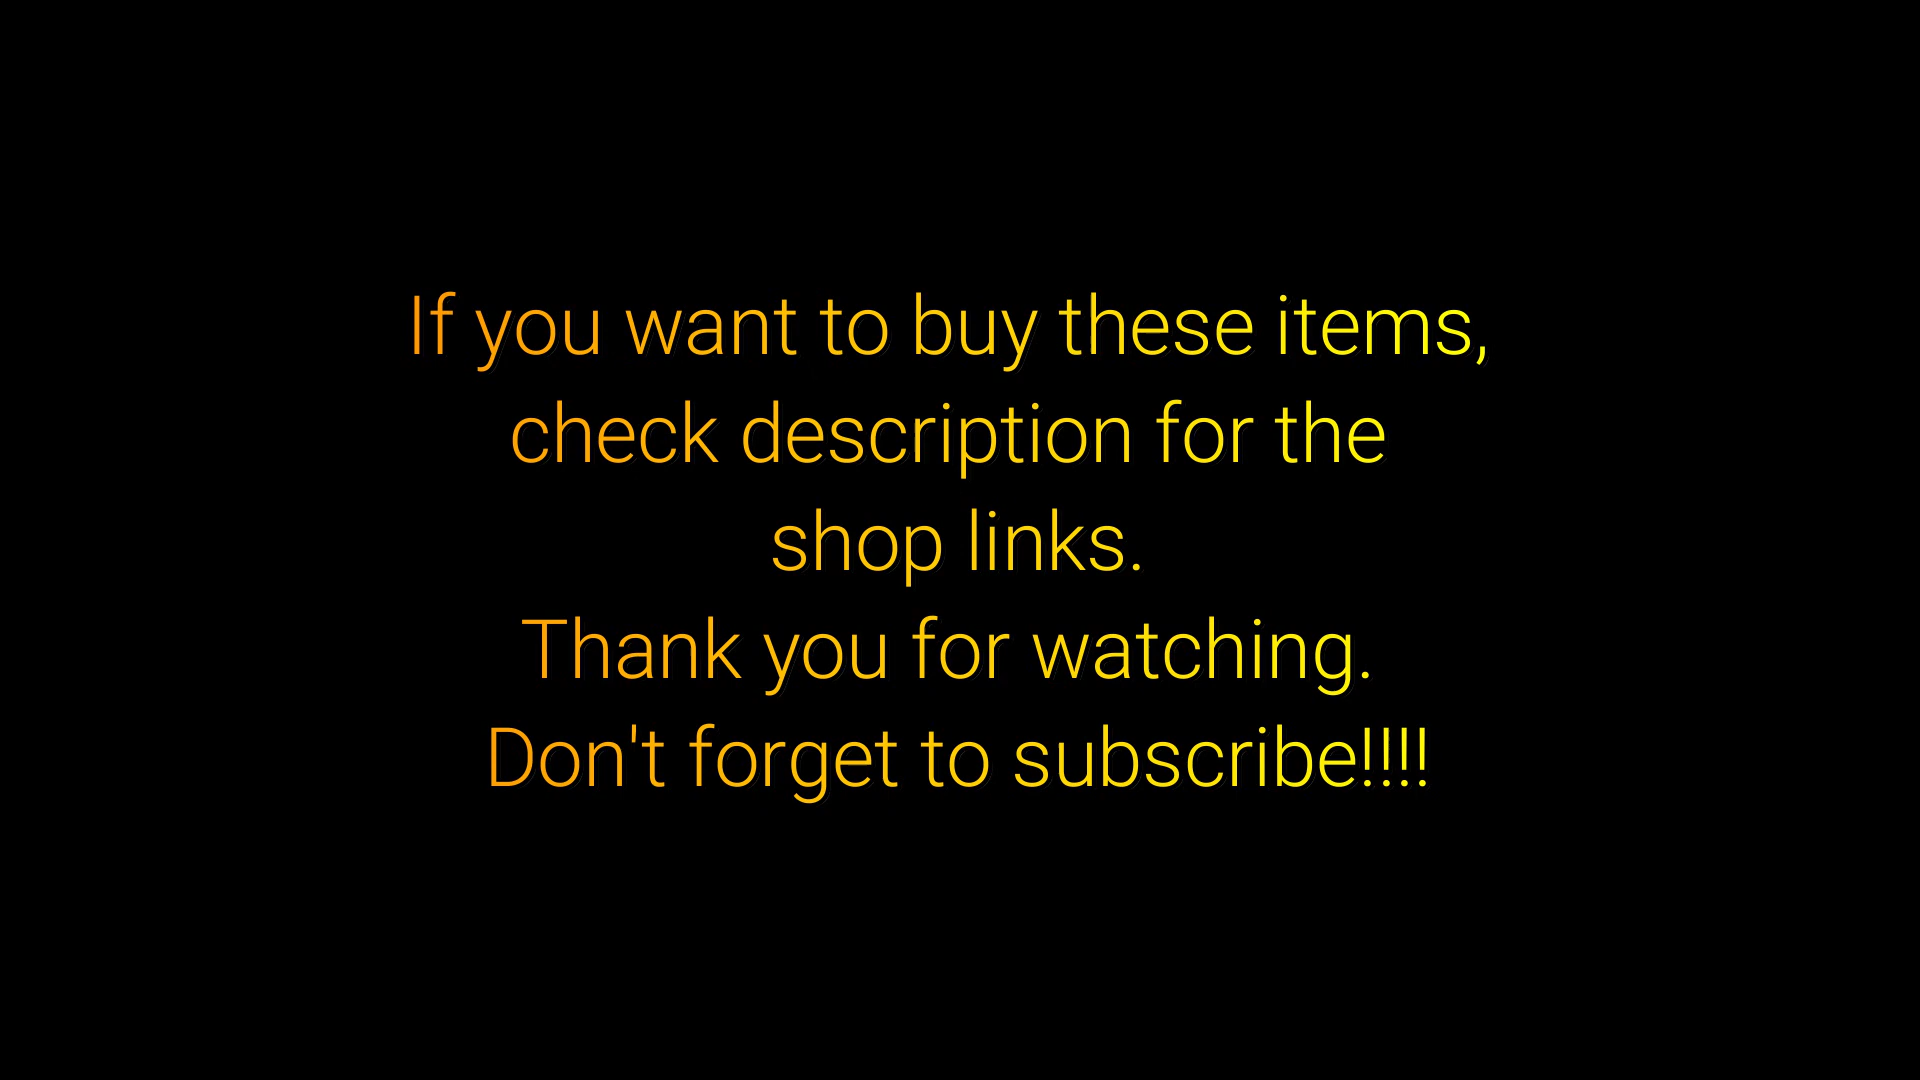 If you want to buy these items,
check description for the
shop links.
Thank you for watching.
Don't forget to subscribe!!!!